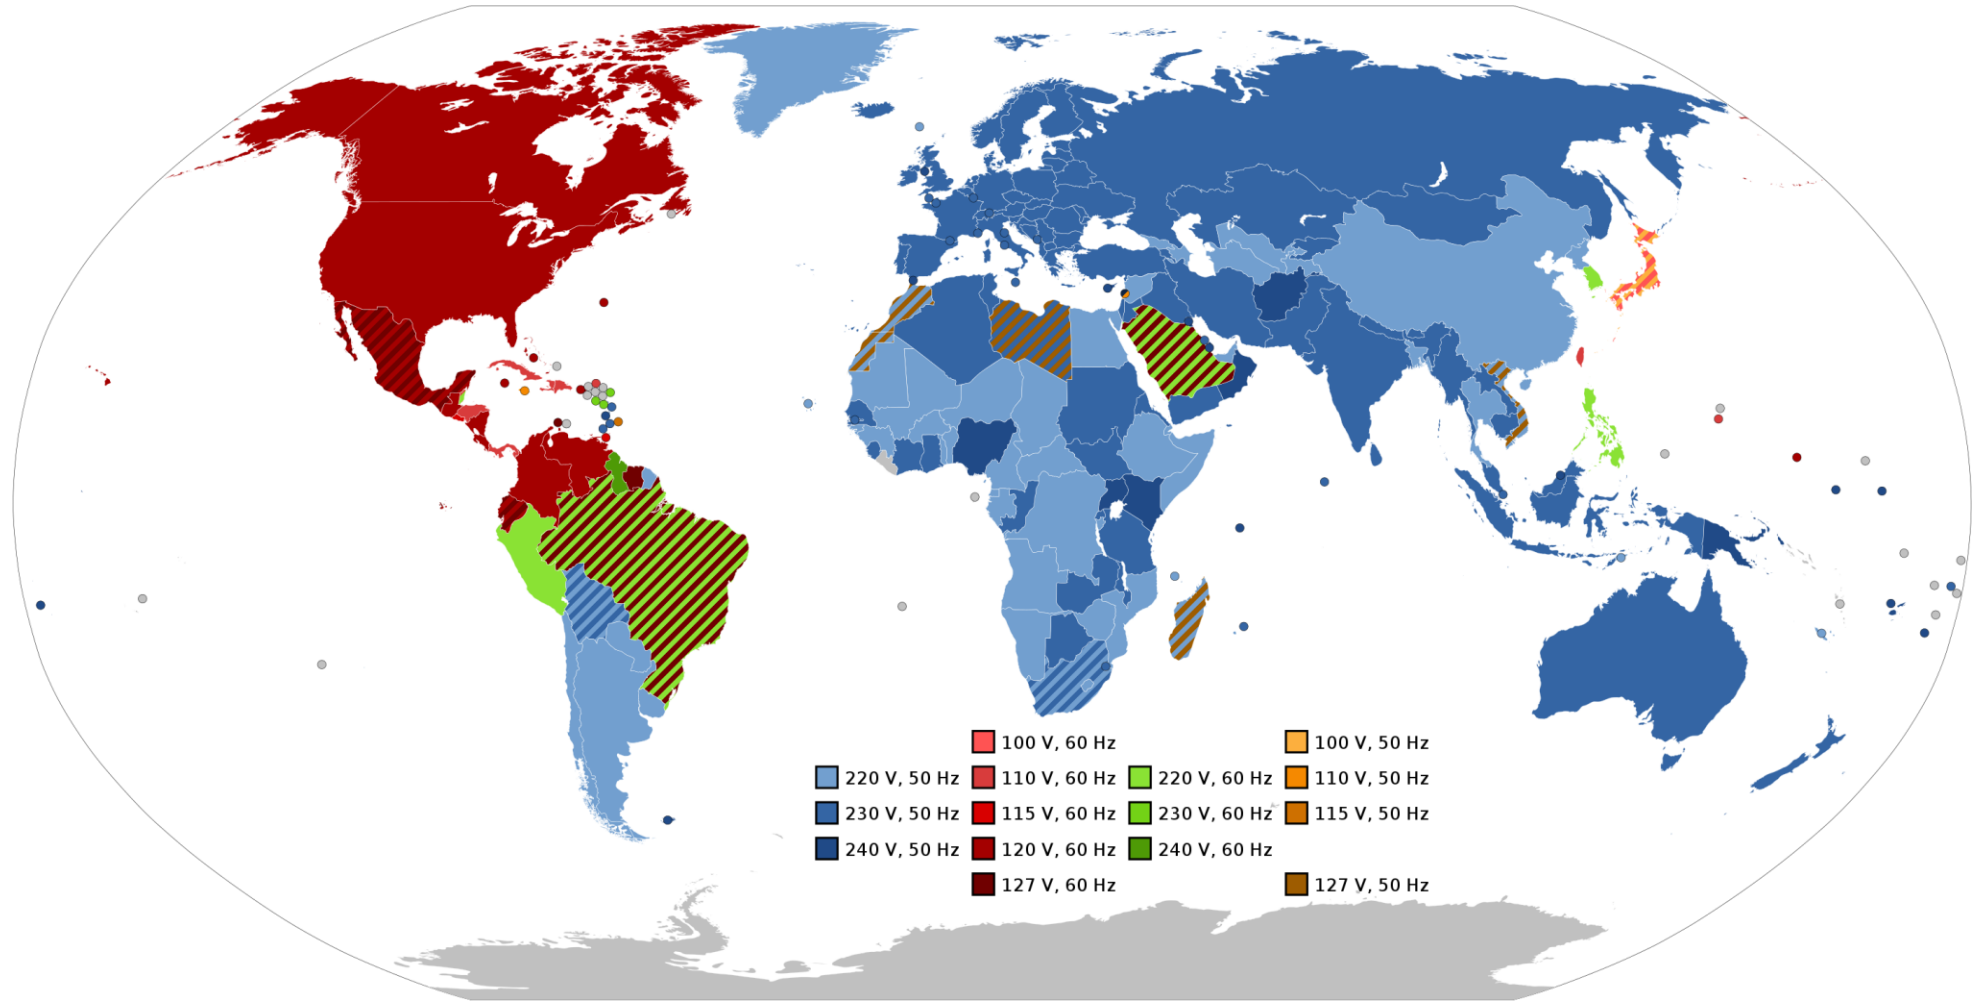 100 V, 60 Hz 100 V, 50 Hz
220 V, 50 Hz 110 V, 60 Hz 220 V, 60 Hz 110 V, 50 Hz
230 V, 50 Hz 115 V, 60 Hz 230 V, 60 Hz 115 V, 50 Hz
240 V, 50 Hz 120 V, 60 Hz 240 V, 60 Hz
127 V, 60 Hz 127 V, 50 Hz